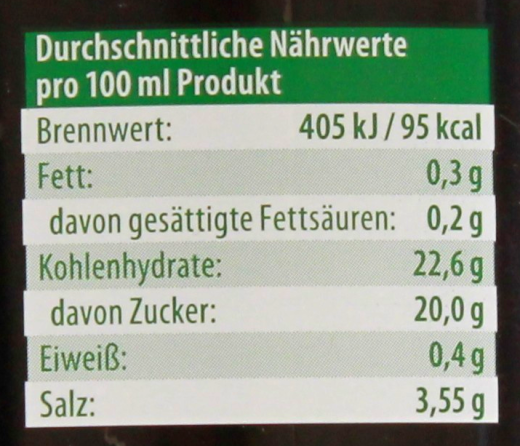 Durchschnittliche Nährwerte
pro 100 ml Produkt
Brennwert: 405 kJ / 95 kcal
Fett: 0,3 g
davon gesättigte Fettsäuren: 0,2 g
Kohlenhydrate: 22,6 g
davon Zucker: 20,0 g
Eiweiß: 0,4 g
Salz: 3,55 g